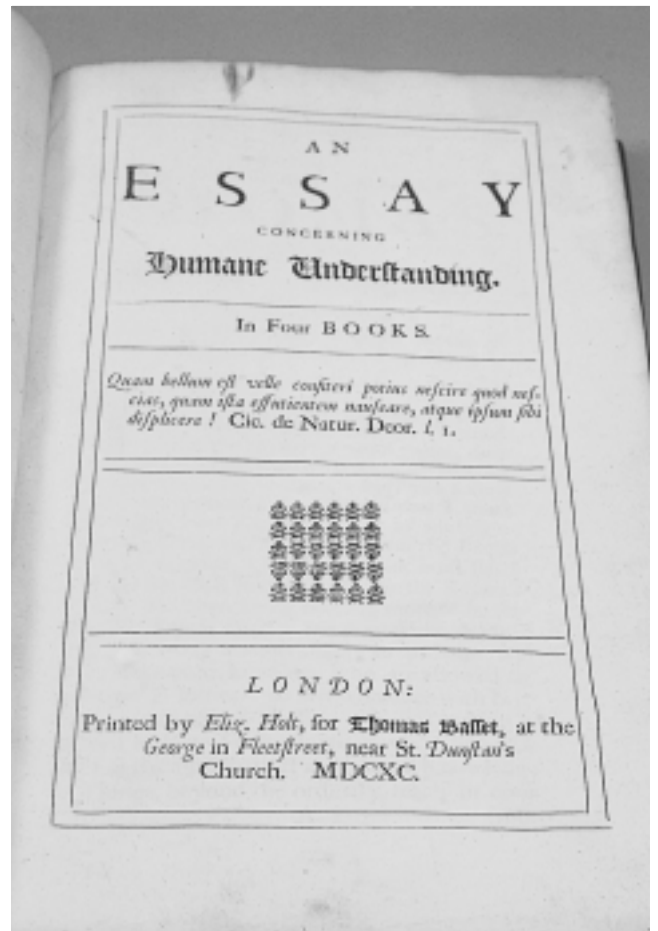 AN
ESSAY
CONCERNING
Humane Understanding.
In Four BOOKS.
Quam bellum est velle confiteri potius nescire quod nes-
cias, quam ista effutientem nauseare, atque ipsum sibi
displicere! Cic. de Natur. Deor. l. 1.
LONDON:
Printed by Eliz. Holt, for Thomas Basset, at the
George in Fleetstreet, near St. Dunstan's
Church. MDCXC.